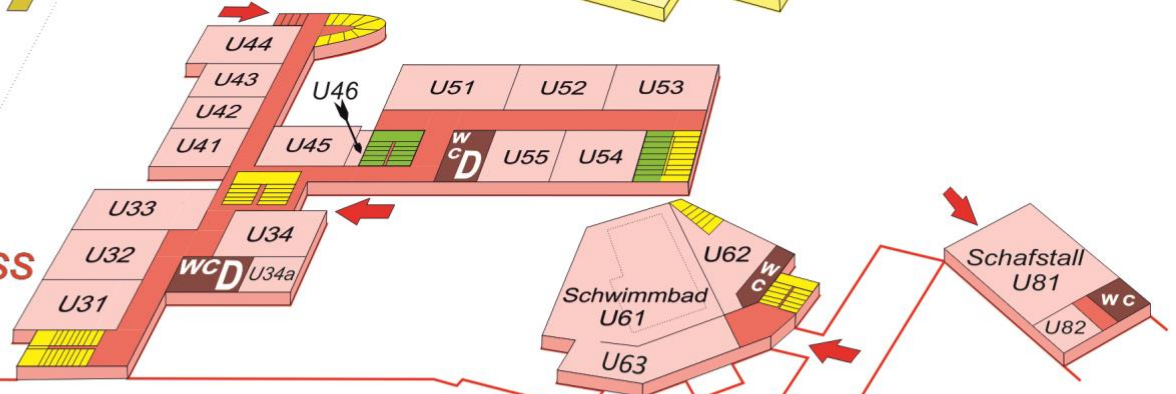 U44
U43
U42
U41
U46
U45
U51
U52
U53
WC
D
U55
U54
U33
U32
U31
U34
WC D
U34a
SS
Schwimmbad
U61
U62
WC
U63
Schafstall
U81
WC
U82